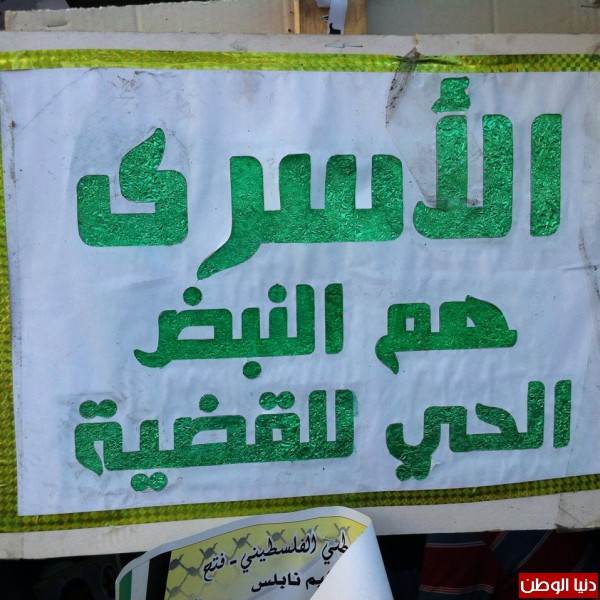 الأسرى
هم النبض
الحي للقضية
الفلسطيني - فتح
نابلس
دنيا الوطن